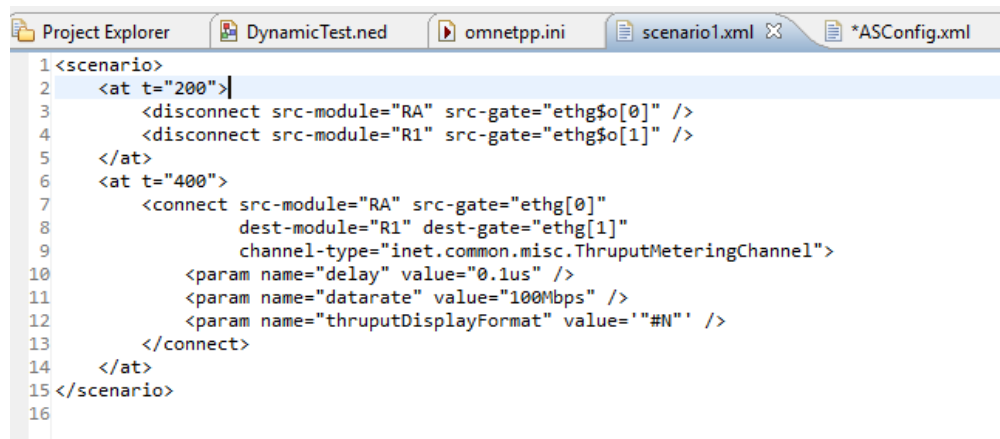 Project Explorer DynamicTest.ned omnetpp.ini scenario1.xml *ASConfig.xml
1 <scenario>
2     <at t="200">
3         <disconnect src-module="RA" src-gate="ethg$o[0]" />
4         <disconnect src-module="R1" src-gate="ethg$o[1]" />
5     </at>
6     <at t="400">
7         <connect src-module="RA" src-gate="ethg[0]"
8                  dest-module="R1" dest-gate="ethg[1]"
9                  channel-type="inet.common.misc.ThruputMeteringChannel">
10             <param name="delay" value="0.1us" />
11             <param name="datarate" value="100Mbps" />
12             <param name="thruputDisplayFormat" value='"#N"' />
13         </connect>
14     </at>
15 </scenario>
16